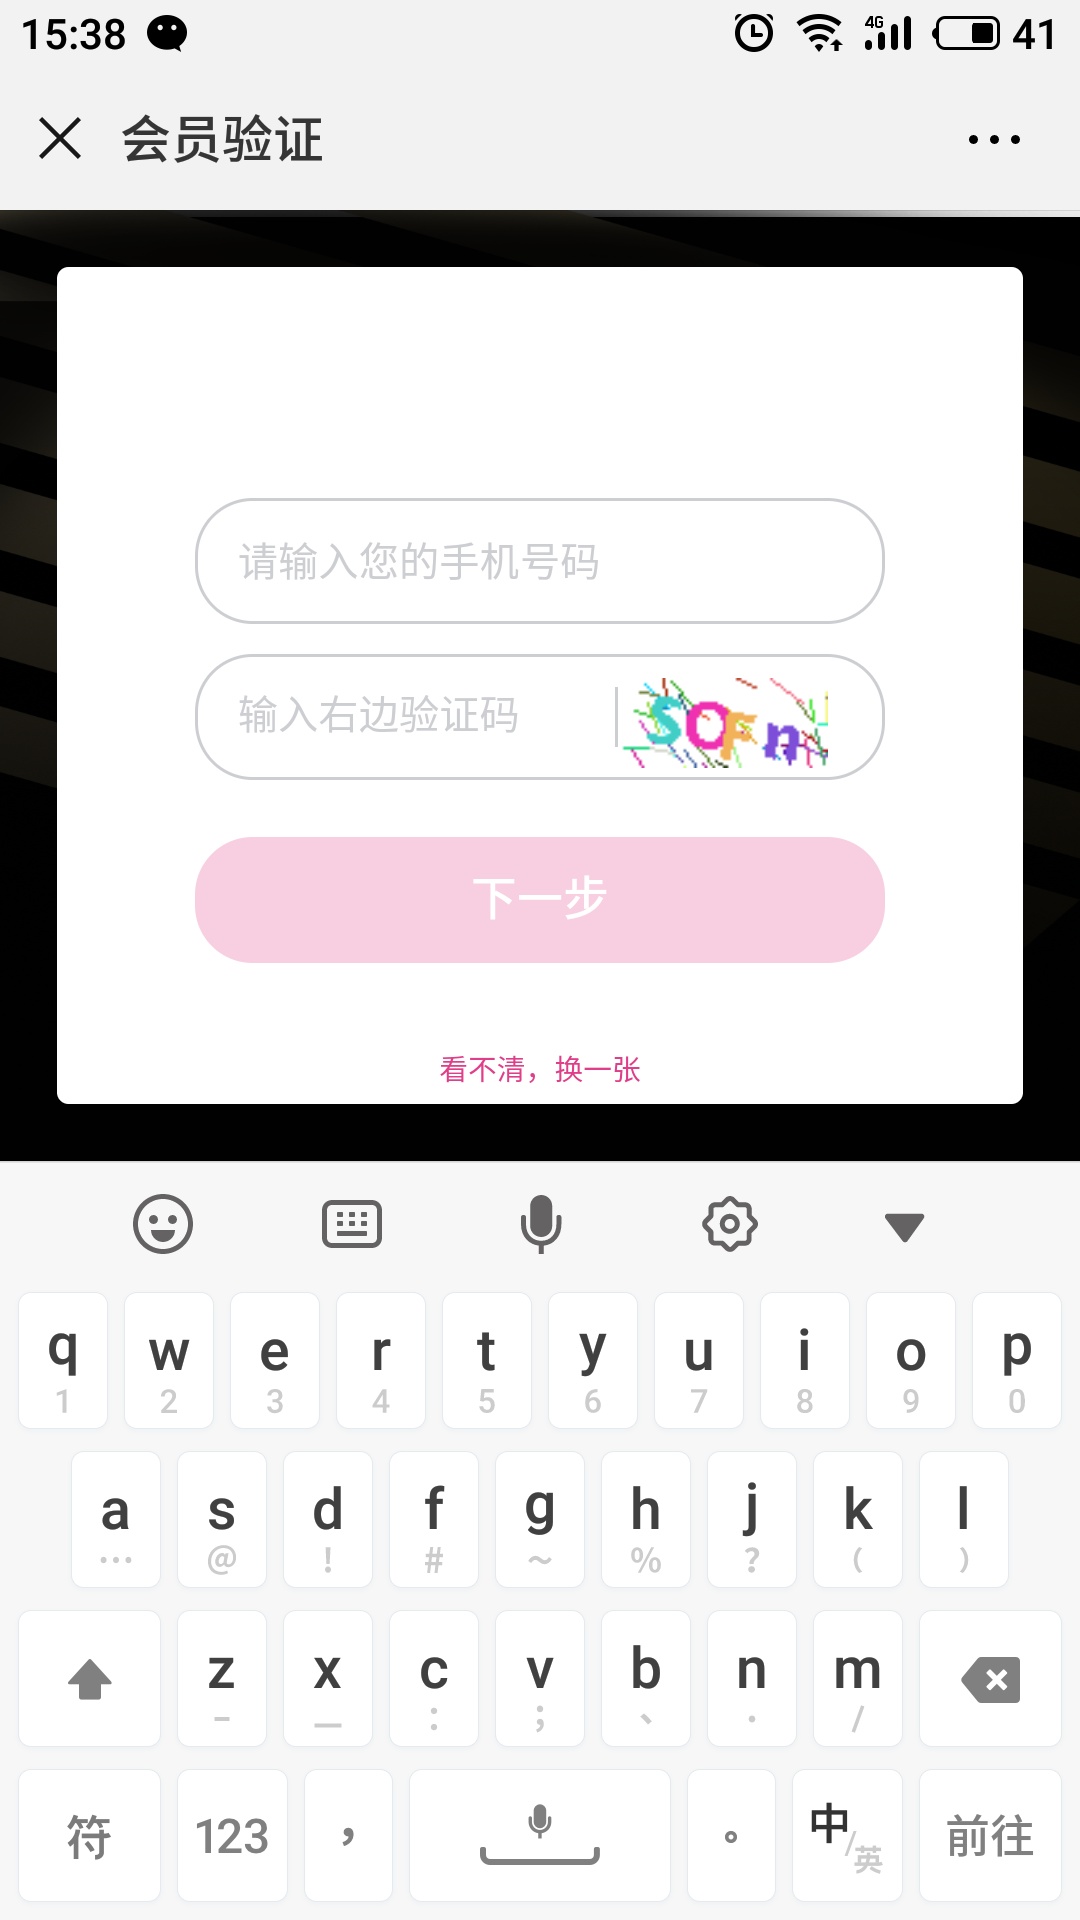 15:38 4G 41
会员验证
请输入您的手机号码
输入右边验证码 SOFn
下一步
看不清，换一张
q w e r t y u i o p
1 2 3 4 5 6 7 8 9 0
a s d f g h j k l
… @ ! # ~ % ? ( )
z x c v b n m
- — : ; 、 · /
符 123 ， 。 中/英 前往